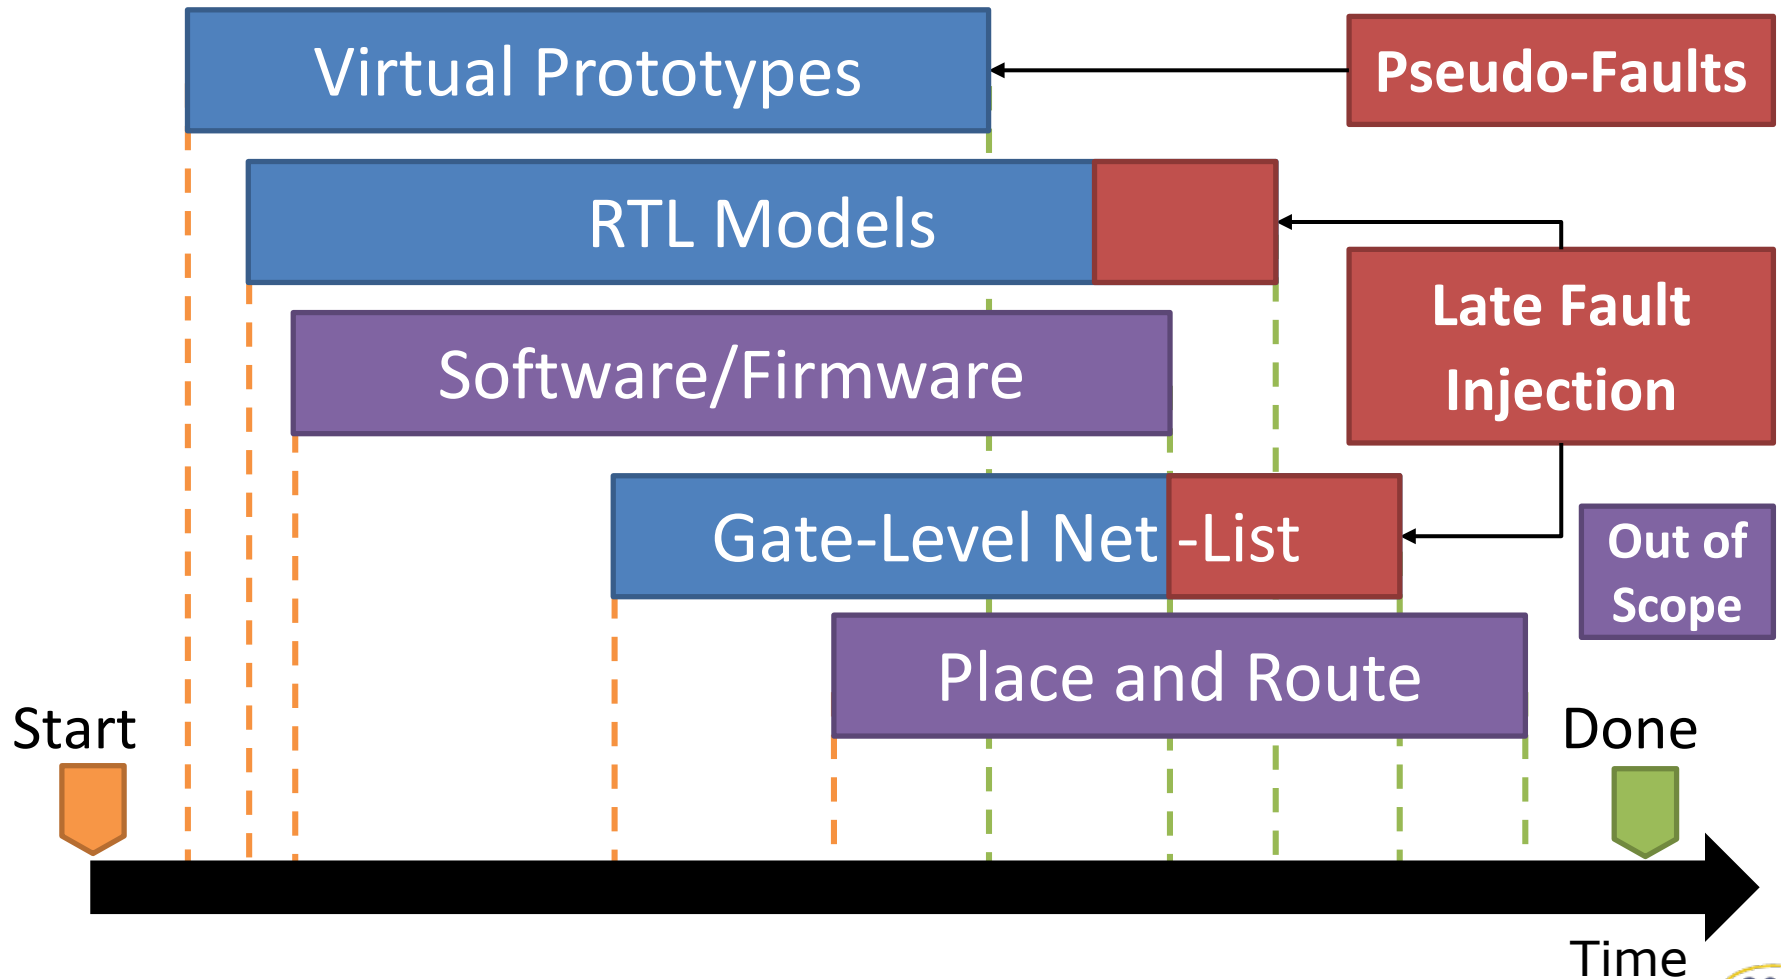 Virtual Prototypes
Pseudo-Faults
RTL Models
Late Fault
Injection
Software/Firmware
Gate-Level Net -List
Out of
Scope
Place and Route
Start
Done
Time